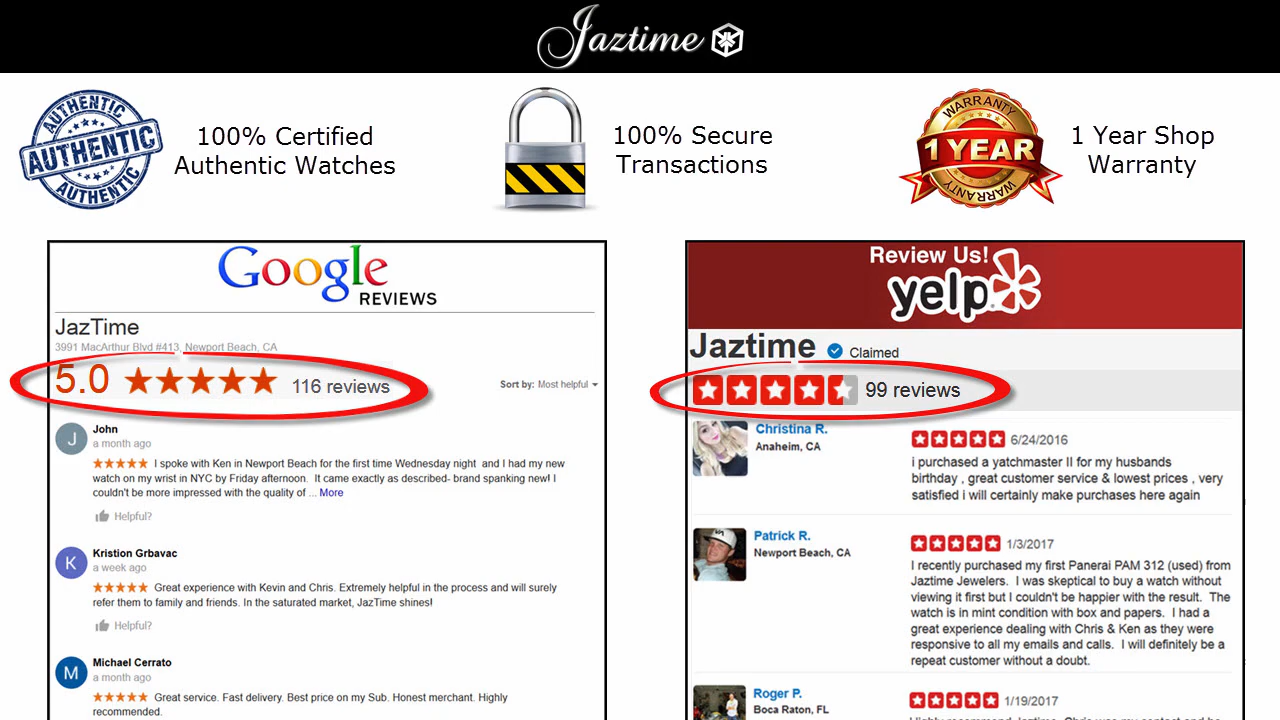 Jaztime
AUTHENTIC
AUTHENTIC
AUTHENTIC
100% Certified
Authentic Watches
100% Secure
Transactions
WARRANTY
1 YEAR
WARRANTY
1 Year Shop
Warranty
Google
REVIEWS
JazTime
3991 MacArthur Blvd #413, Newport Beach, CA
5.0 116 reviews
Sort by: Most helpful
J
John
a month ago
I spoke with Ken in Newport Beach for the first time Wednesday night and I had my new
watch on my wrist in NYC by Friday afternoon. It came exactly as described- brand spanking new! I
couldn't be more impressed with the quality of ... More
Helpful?
K
Kristion Grbavac
a week ago
Great experience with Kevin and Chris. Extremely helpful in the process and will surely
refer them to family and friends. In the saturated market, JazTime shines!
Helpful?
M
Michael Cerrato
a month ago
Great service. Fast delivery. Best price on my Sub. Honest merchant. Highly
recommended.
Review Us!
yelp
Jaztime Claimed
99 reviews
Christina R.
Anaheim, CA
6/24/2016
i purchased a yatchmaster II for my husbands
birthday , great customer service & lowest prices , very
satisfied i will certainly make purchases here again
Patrick R.
Newport Beach, CA
1/3/2017
I recently purchased my first Panerai PAM 312 (used) from
Jaztime Jewelers. I was skeptical to buy a watch without
viewing it first but I couldn't be happier with the result. The
watch is in mint condition with box and papers. I had a
great experience dealing with Chris & Ken as they were
responsive to all my emails and calls. I will definitely be a
repeat customer without a doubt.
Roger P.
Boca Raton, FL
1/19/2017